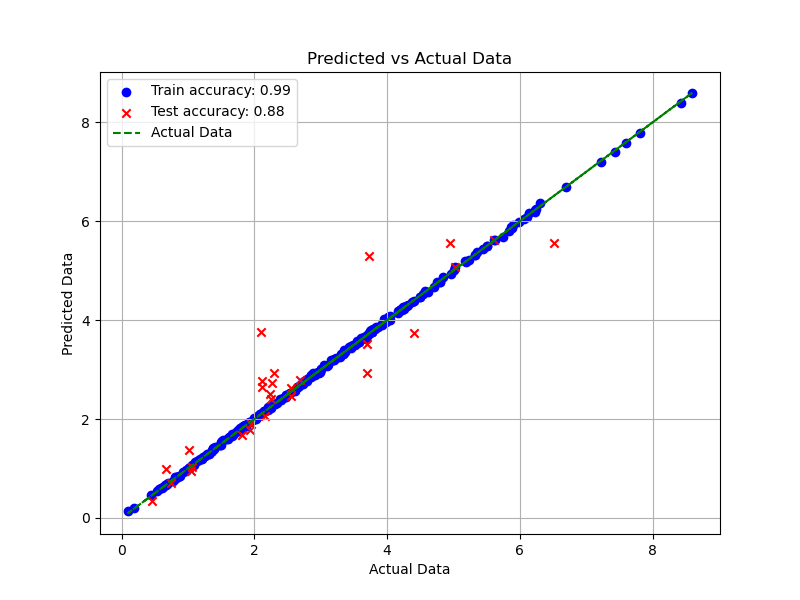 Predicted vs Actual Data
Train accuracy: 0.99
Test accuracy: 0.88
Actual Data
Predicted Data
8
6
4
2
0
0 2 4 6 8
Actual Data